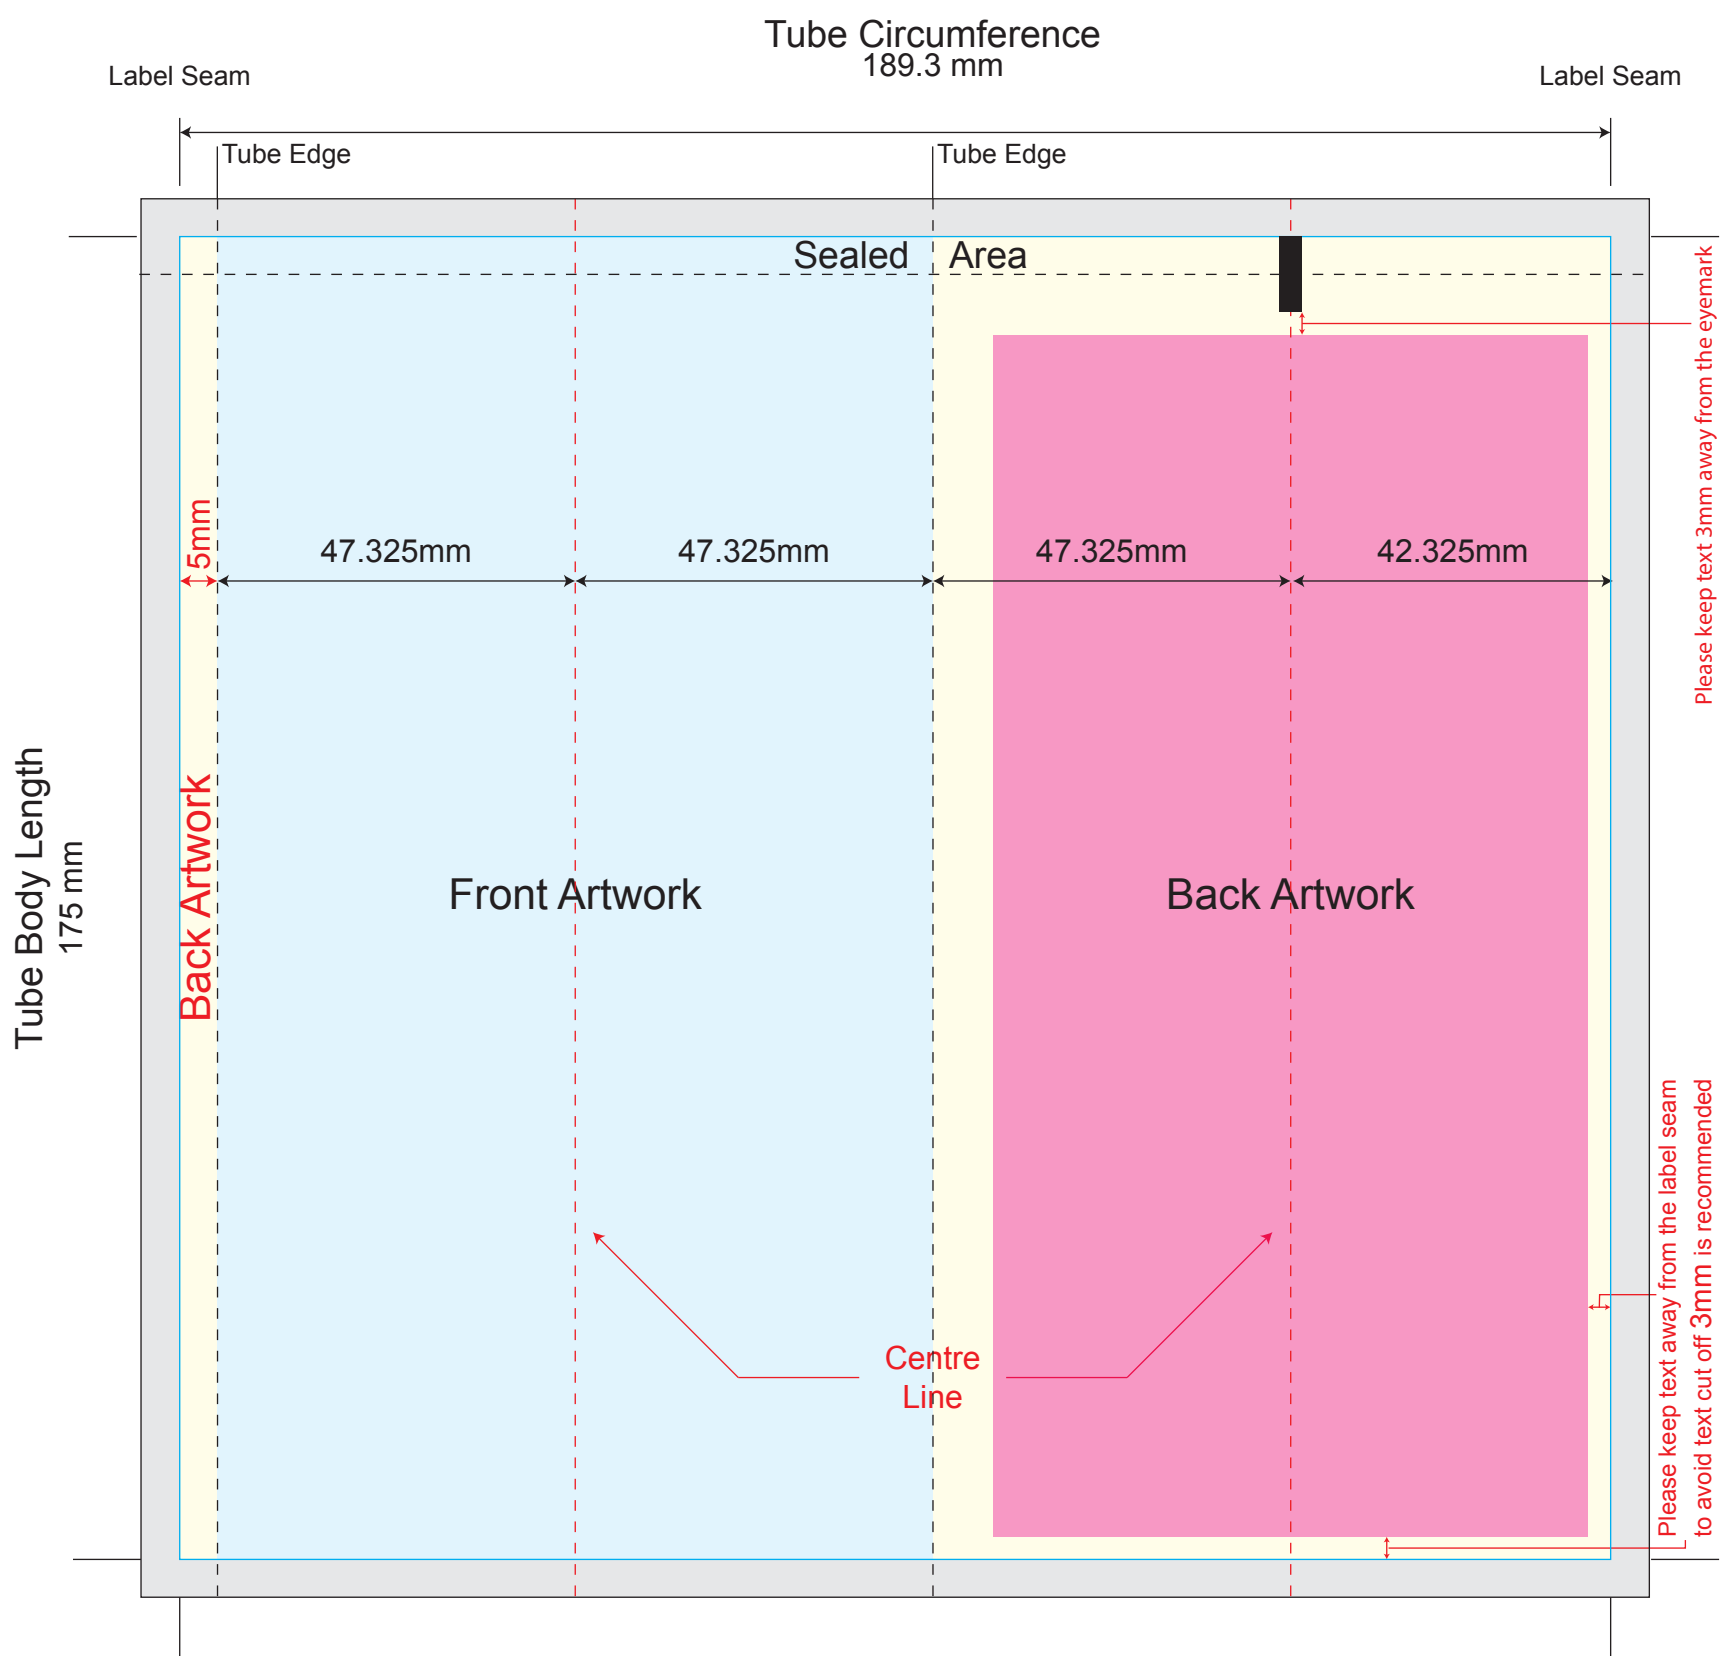 Tube Circumference
189.3 mm
Label Seam
Label Seam
Tube Edge
Tube Edge
Sealed Area
Please keep text 3mm away from the eyemark
5mm
47.325mm
47.325mm
47.325mm
42.325mm
Tube Body Length
175 mm
Back Artwork
Front Artwork
Back Artwork
Centre
Line
Please keep text away from the label seam
to avoid text cut off 3mm is recommended